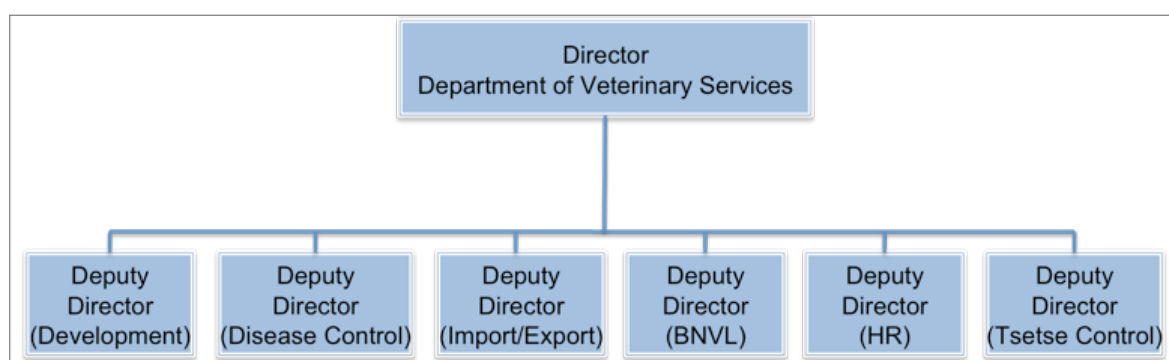 Director
Department of Veterinary Services
Deputy
Director
(Development)
Deputy
Director
(Disease Control)
Deputy
Director
(Import/Export)
Deputy
Director
(BNVL)
Deputy
Director
(HR)
Deputy
Director
(Tsetse Control)